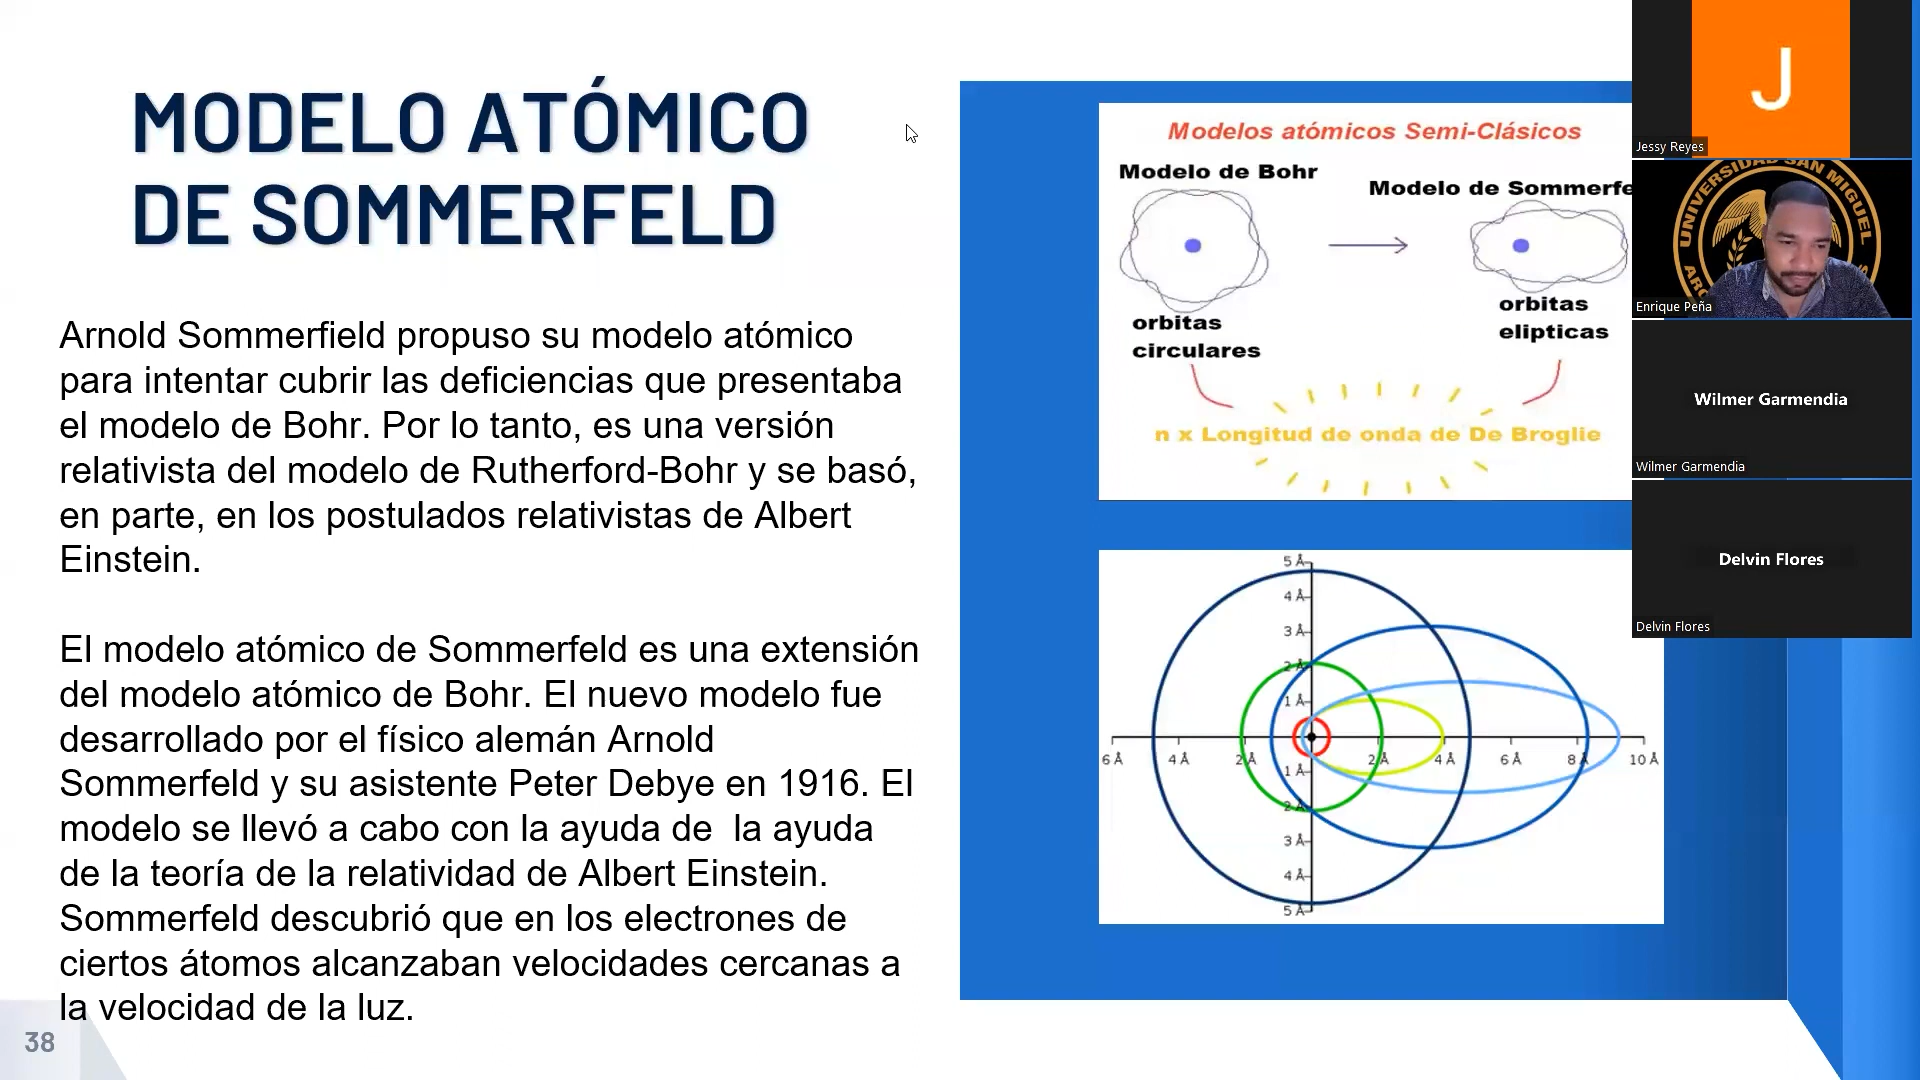 MODELO ATÓMICO
DE SOMMERFELD
Arnold Sommerfield propuso su modelo atómico
para intentar cubrir las deficiencias que presentaba
el modelo de Bohr. Por lo tanto, es una versión
relativista del modelo de Rutherford-Bohr y se basó,
en parte, en los postulados relativistas de Albert
Einstein.
El modelo atómico de Sommerfeld es una extensión
del modelo atómico de Bohr. El nuevo modelo fue
desarrollado por el físico alemán Arnold
Sommerfeld y su asistente Peter Debye en 1916. El
modelo se llevó a cabo con la ayuda de  la ayuda
de la teoría de la relatividad de Albert Einstein.
Sommerfeld descubrió que en los electrones de
ciertos átomos alcanzaban velocidades cercanas a
la velocidad de la luz.
38
Modelos atómicos Semi-Clásicos
Modelo de Bohr
Modelo de Sommerfe
orbitas
circulares
orbitas
elipticas
n x Longitud de onda de De Broglie
5 Å
4 Å
3 Å
2 Å
1 Å
6 Å 4 Å 2 Å 2 Å 4 Å 6 Å 8 Å 10 Å
1 Å
2 Å
3 Å
4 Å
5 Å
J
Jessy Reyes
UNIVERSIDAD SAN MIGUEL
Enrique Peña
Wilmer Garmendia
Wilmer Garmendia
Delvin Flores
Delvin Flores